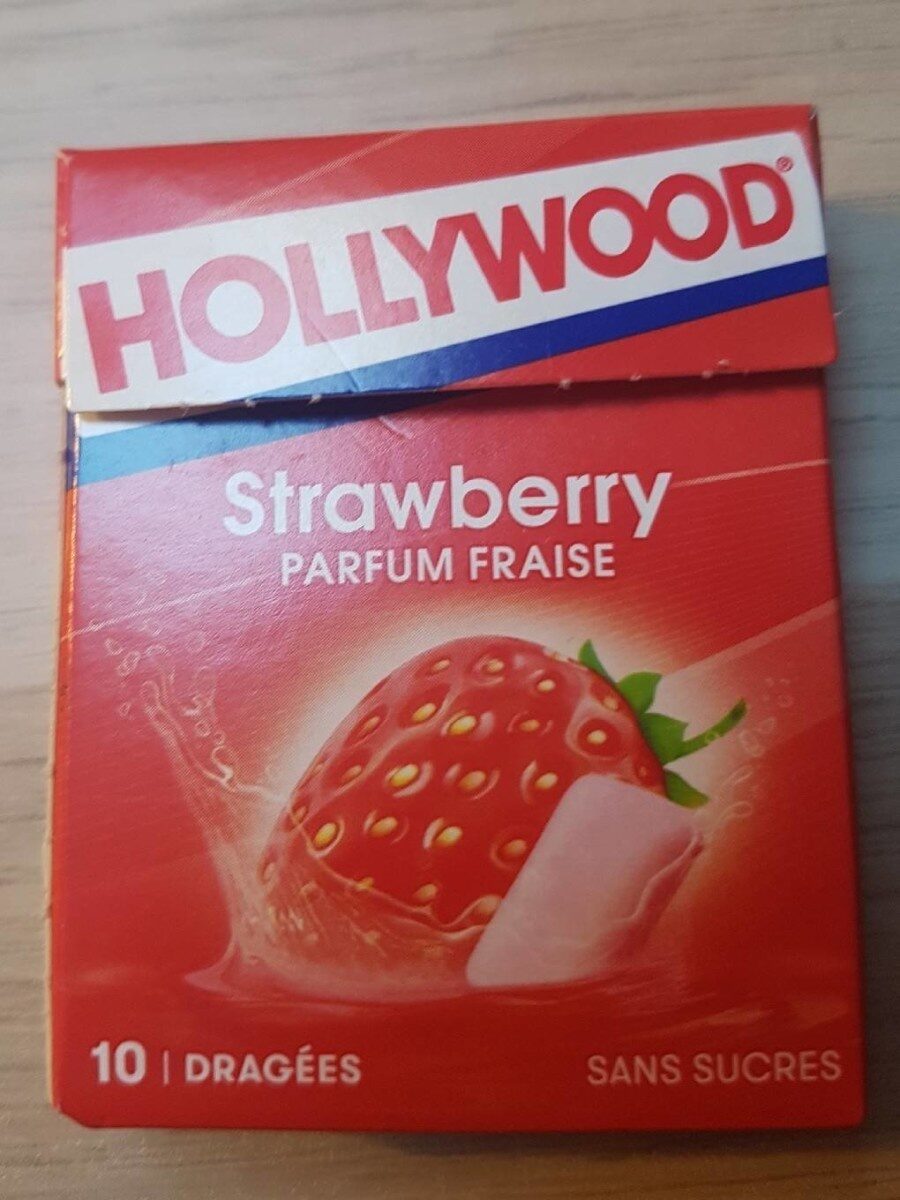 HOLLYWOOD®
Strawberry
PARFUM FRAISE
10 | DRAGÉES
SANS SUCRES